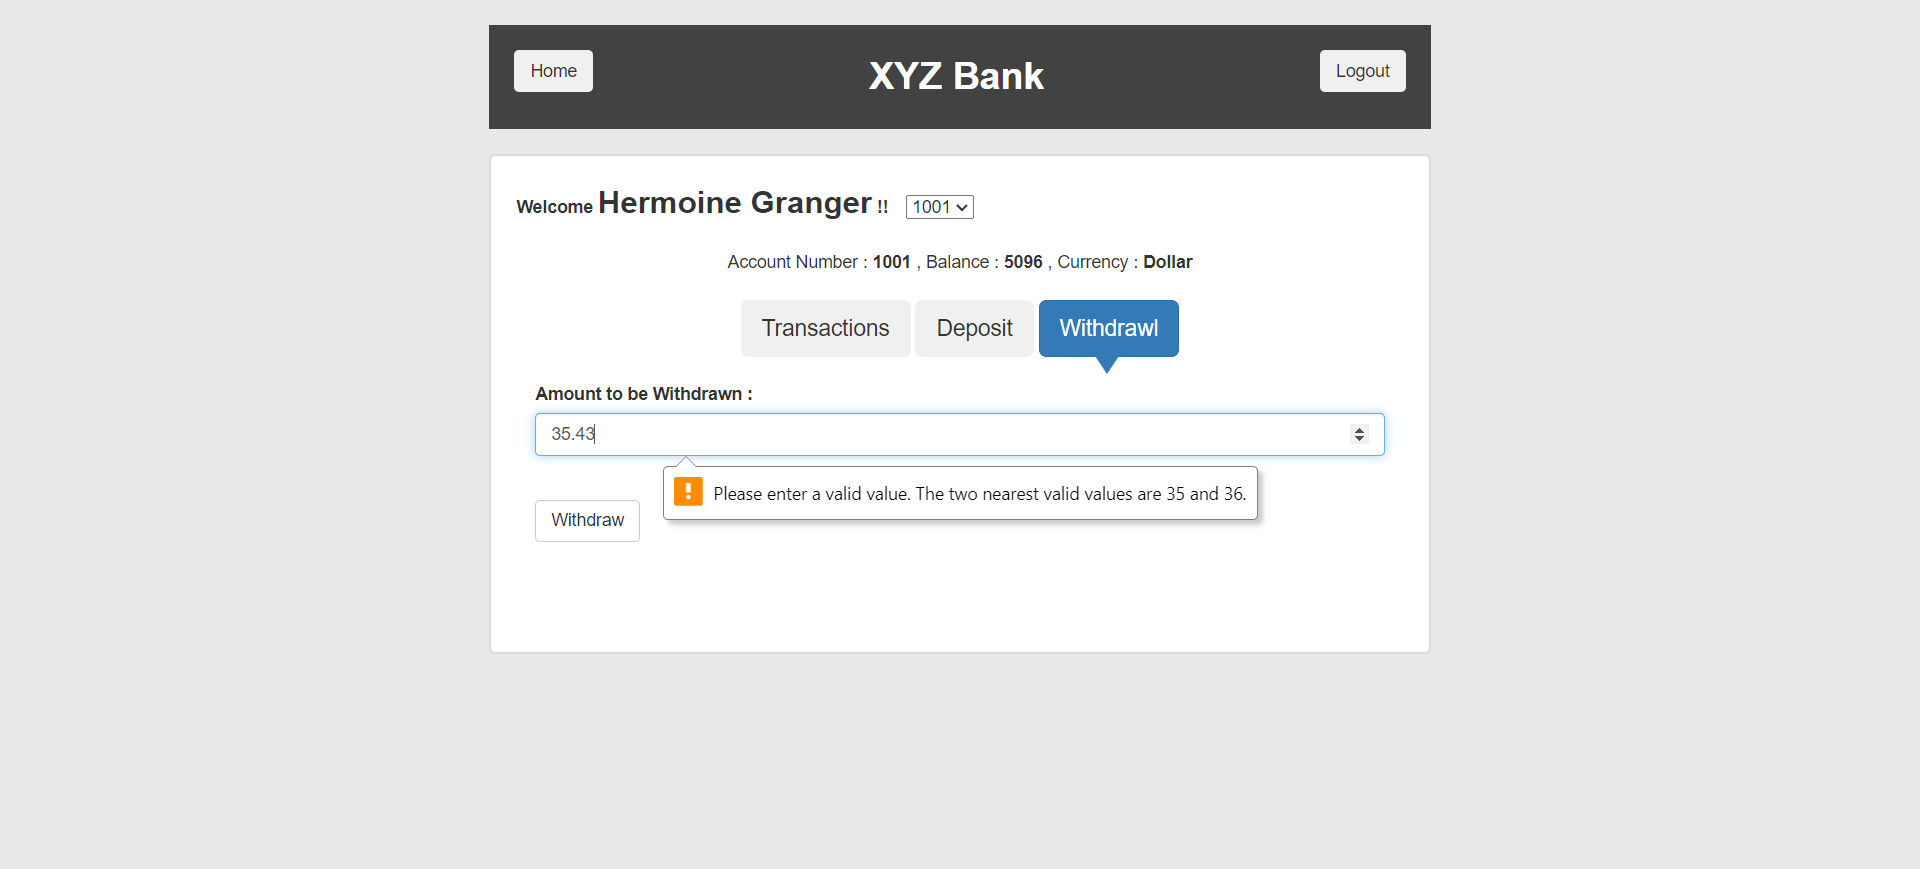 Home
XYZ Bank
Logout
Welcome Hermoine Granger !! 1001
Account Number : 1001 , Balance : 5096 , Currency : Dollar
Transactions
Deposit
Withdrawl
Amount to be Withdrawn :
35.43
Please enter a valid value. The two nearest valid values are 35 and 36.
Withdraw